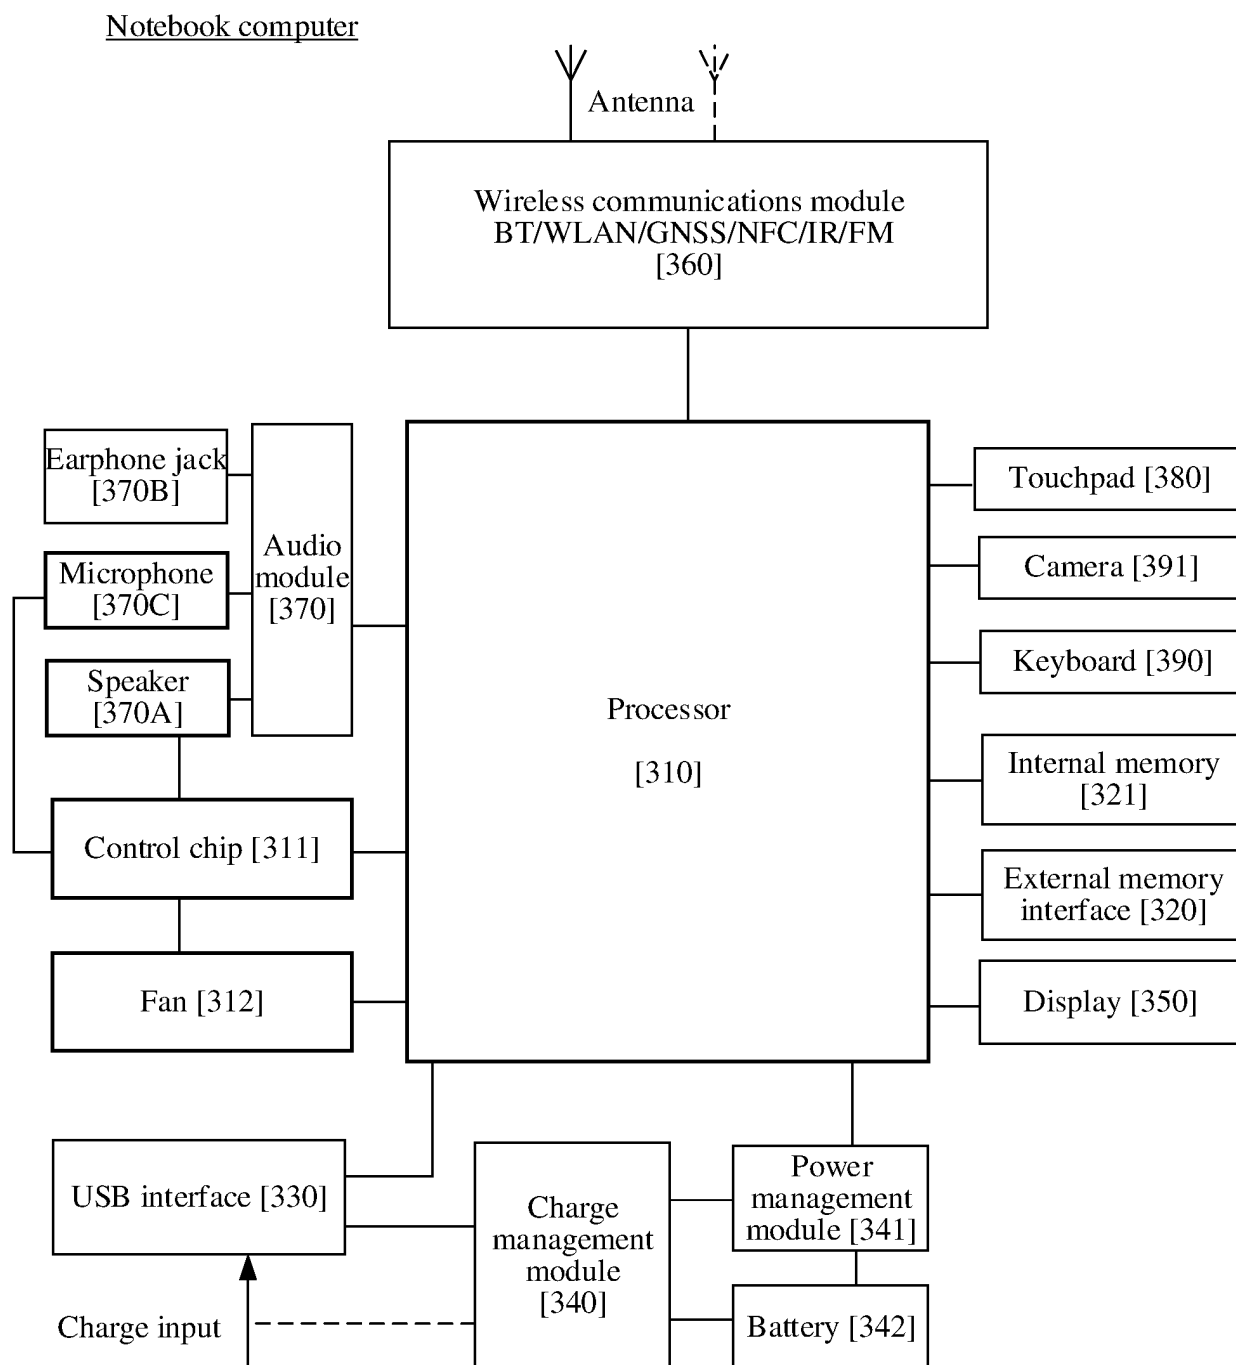 Notebook computer
Antenna
Wireless communications module
BT/WLAN/GNSS/NFC/IR/FM
[360]
Earphone jack
[370B]
Microphone
[370C]
Speaker
[370A]
Audio
module
[370]
Control chip [311]
Fan [312]
Processor
[310]
Touchpad [380]
Camera [391]
Keyboard [390]
Internal memory
[321]
External memory
interface [320]
Display [350]
USB interface [330]
Charge input
Charge
management
module
[340]
Power
management
module [341]
Battery [342]